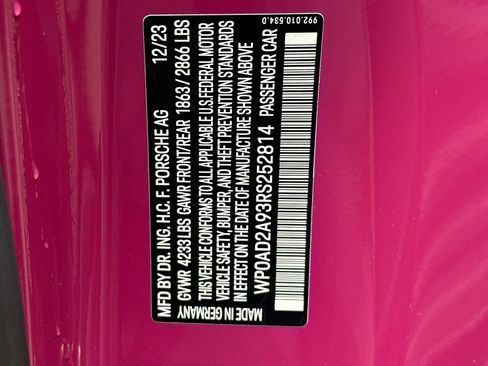 992.010.534.0
MFD BY DR. ING. H.C. F. PORSCHE AG 12/23
GVWR 4233 LBS GAWR FRONT/REAR 1863 / 2866 LBS
THIS VEHICLE CONFORMS TO ALL APPLICABLE U.S. FEDERAL MOTOR
VEHICLE SAFETY, BUMPER, AND THEFT PREVENTION STANDARDS
IN EFFECT ON THE DATE OF MANUFACTURE SHOWN ABOVE
MADE IN GERMANY
WP0AD2A93RS252814 PASSENGER CAR